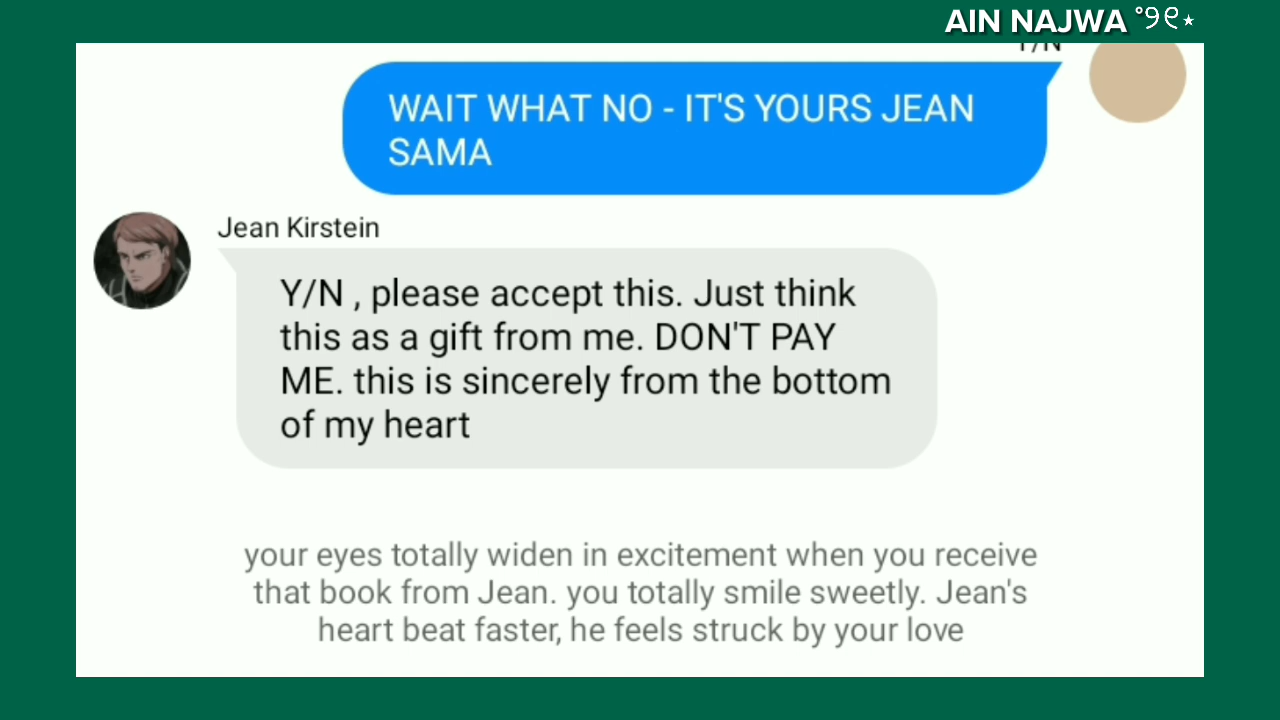 AIN NAJWA °୨୧⋆
Y/N
WAIT WHAT NO - IT'S YOURS JEAN
SAMA
Jean Kirstein
Y/N , please accept this. Just think
this as a gift from me. DON'T PAY
ME. this is sincerely from the bottom
of my heart
your eyes totally widen in excitement when you receive
that book from Jean. you totally smile sweetly. Jean's
heart beat faster, he feels struck by your love